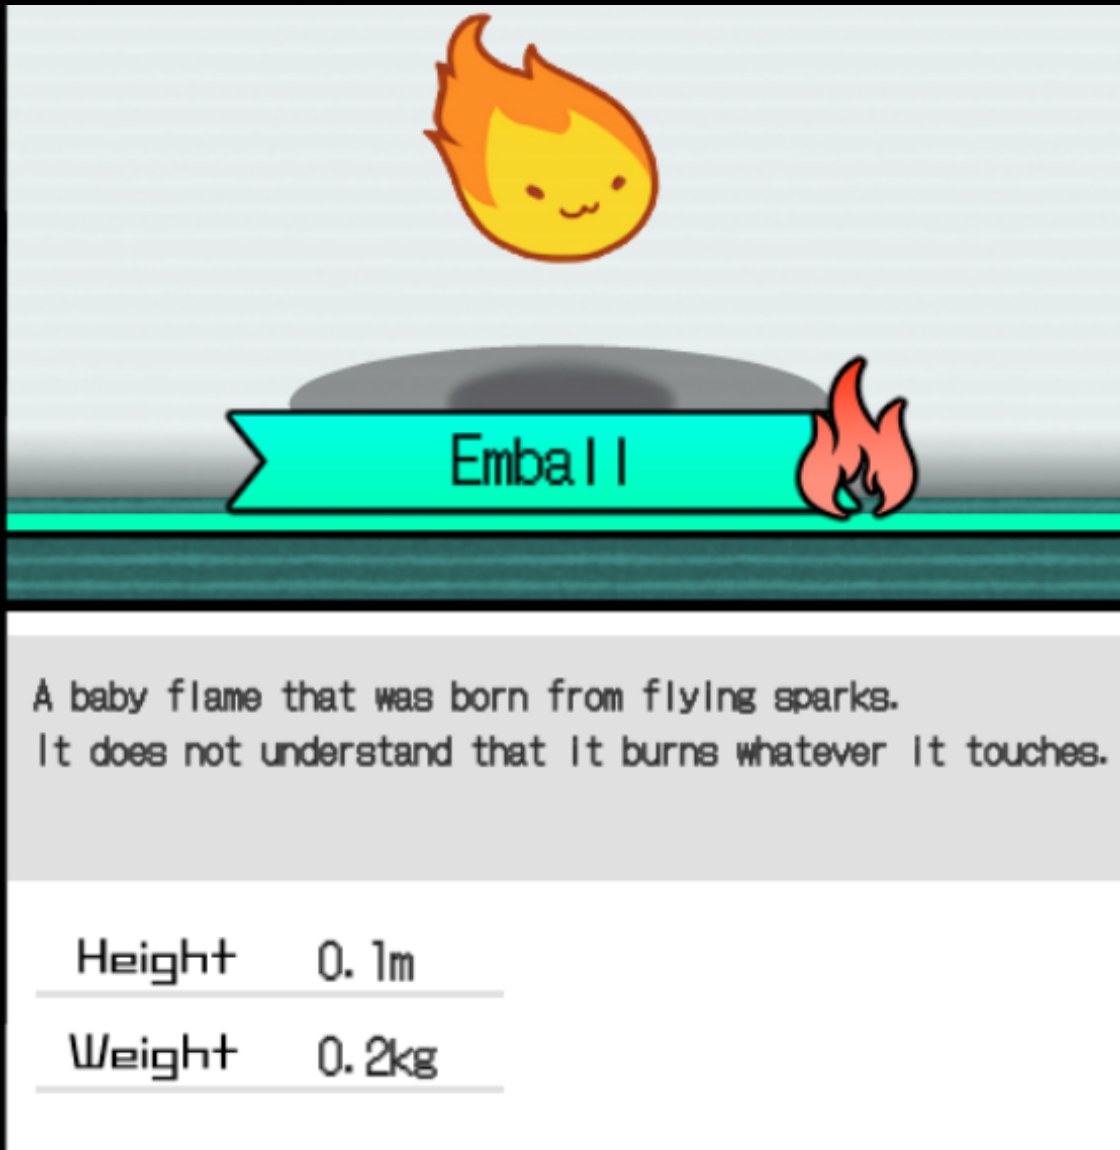 Emball
A baby flame that was born from flying sparks.
It does not understand that it burns whatever it touches.
Height 0.1m
Weight 0.2kg